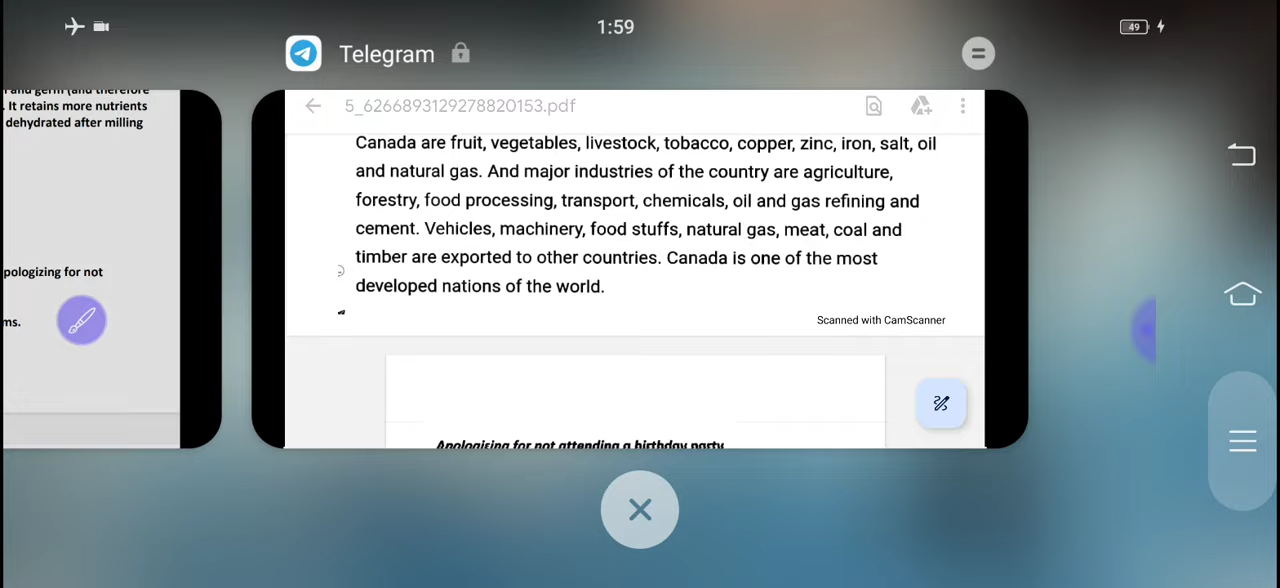 1:59
49
Telegram
and germ (and therefore
. It retains more nutrients
dehydrated after milling
pologizing for not
ms.
5_6266893129278820153.pdf
Canada are fruit, vegetables, livestock, tobacco, copper, zinc, iron, salt, oil
and natural gas. And major industries of the country are agriculture,
forestry, food processing, transport, chemicals, oil and gas refining and
cement. Vehicles, machinery, food stuffs, natural gas, meat, coal and
timber are exported to other countries. Canada is one of the most
developed nations of the world.
Scanned with CamScanner
Apologising for not attending a birthday party